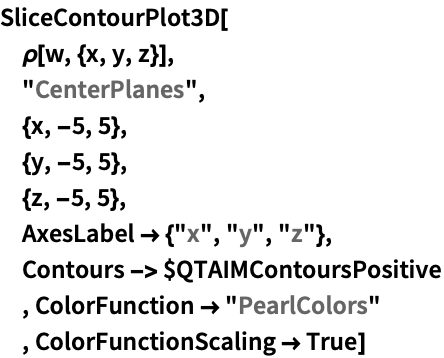 SliceContourPlot3D[
ρ[w, {x, y, z}],
"CenterPlanes",
{x, -5, 5},
{y, -5, 5},
{z, -5, 5},
AxesLabel → {"x", "y", "z"},
Contours -> $QTAIMContoursPositive
, ColorFunction → "PearlColors"
, ColorFunctionScaling → True]